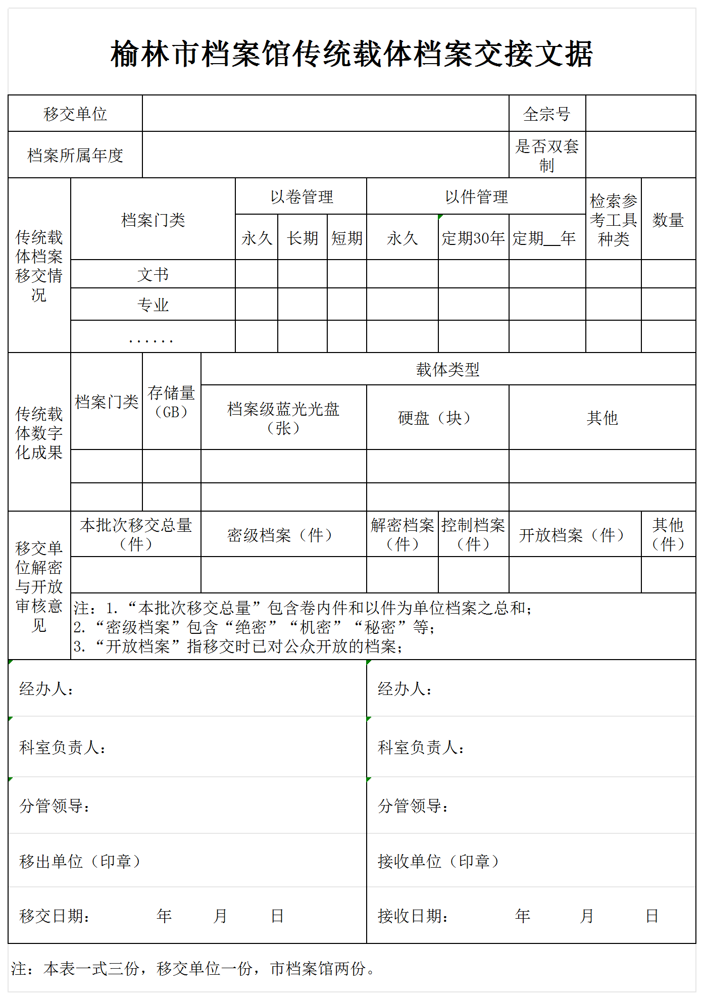 榆林市档案馆传统载体档案交接文据
移交单位
全宗号
档案所属年度
是否双套
制
传统载
体档案
移交情
况
档案门类
以卷管理
以件管理
检索参
考工具
种类
数量
永久
长期
短期
永久
定期30年
定期__年
文书
专业
......
传统载
体数字
化成果
档案门类
存储量
（GB）
载体类型
档案级蓝光光盘
（张）
硬盘（块）
其他
移交单
位解密
与开放
审核意
见
本批次移交总量
（件）
密级档案（件）
解密档案
（件）
控制档案
（件）
开放档案（件）
其他
（件）
注：1.“本批次移交总量”包含卷内件和以件为单位档案之总和；
2.“密级档案”包含“绝密”“机密”“秘密”等；
3.“开放档案”指移交时已对公众开放的档案；
经办人：
经办人：
科室负责人：
科室负责人：
分管领导：
分管领导：
移出单位（印章）
接收单位（印章）
移交日期： 年 月 日
接收日期： 年 月 日
注：本表一式三份，移交单位一份，市档案馆两份。